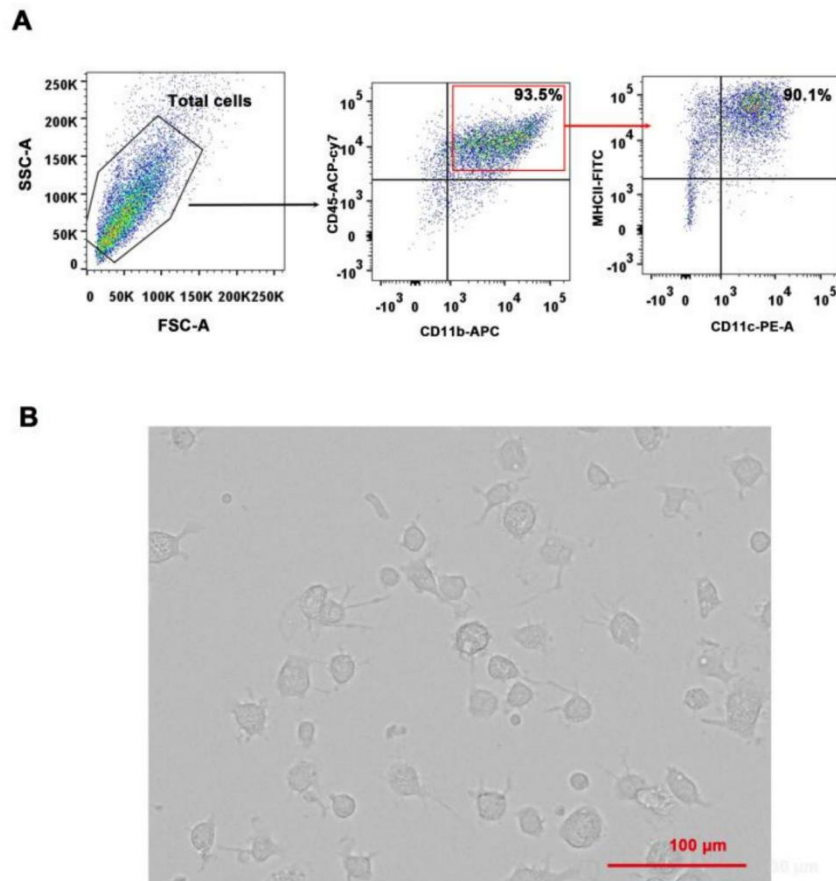 A
SSC-A
250K
200K
150K
100K
50K
0
Total cells
0 50K 100K 150K 200K 250K
FSC-A
CD45-ACP-cy7
10^5
10^4
10^3
0
-10^3
93.5%
-10^3 0 10^3 10^4 10^5
CD11b-APC
MHCII-FITC
10^5
10^4
10^3
0
-10^3
90.1%
-10^3 0 10^3 10^4 10^5
CD11c-PE-A
B
100 μm